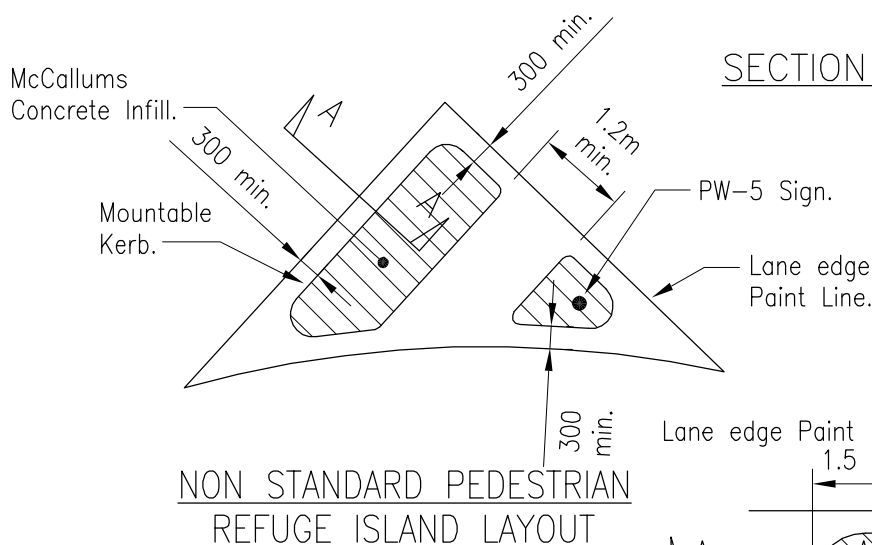 300 min.
SECTION
McCallums
Concrete Infill.
A
1.2m
min.
300 min.
PW-5 Sign.
A
Mountable
Kerb.
Lane edge
Paint Line.
300
min.
Lane edge Paint
1.5
NON STANDARD PEDESTRIAN
REFUGE ISLAND LAYOUT